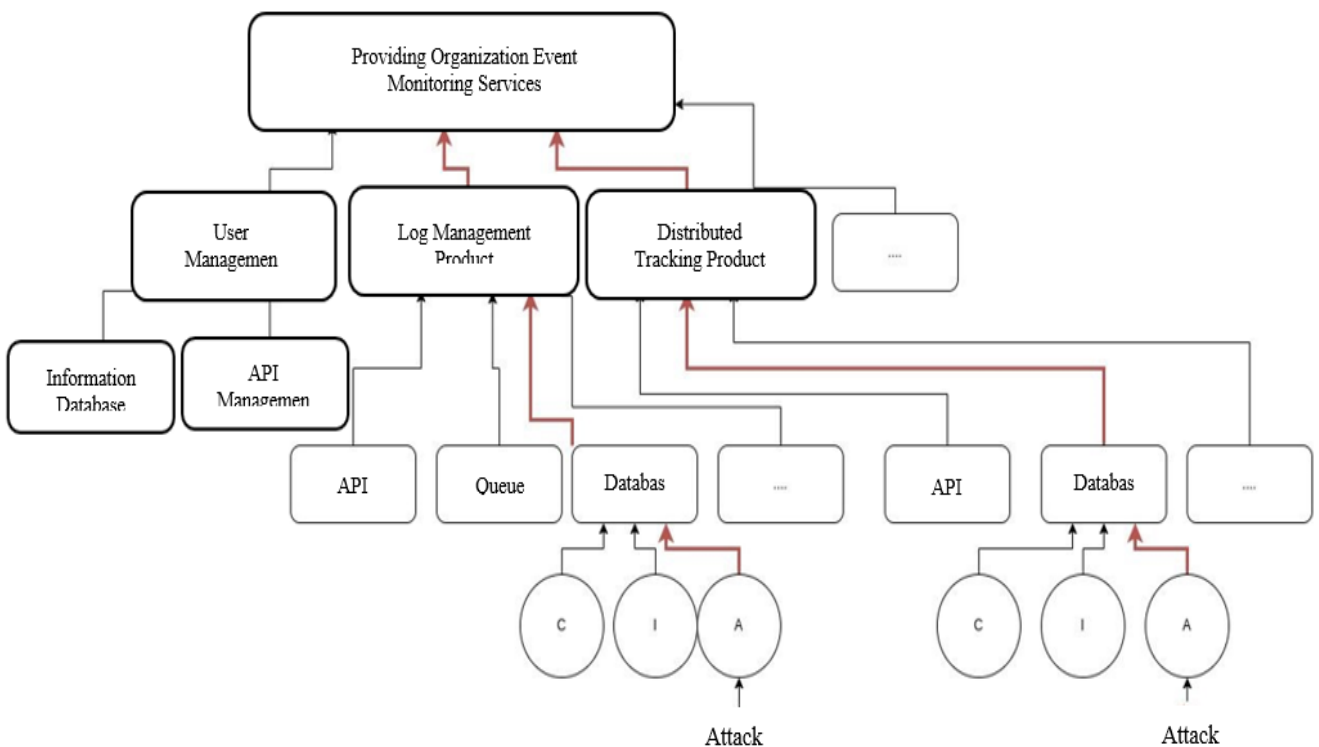 Providing Organization Event
Monitoring Services
User
Managemen
Log Management
Product
Distributed
Tracking Product
....
Information
Database
API
Managemen
API
Queue
Databas
....
API
Databas
....
C
I
A
C
I
A
Attack
Attack